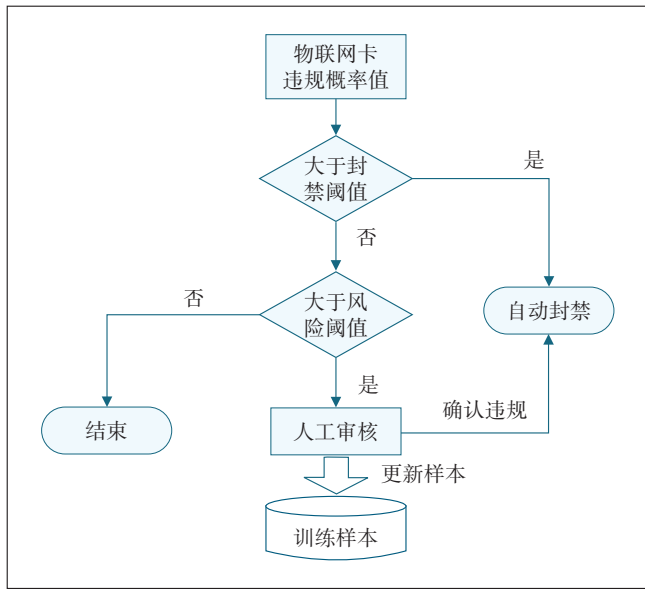 物联网卡
违规概率值
大于封
禁阈值
是
否
大于风
险阈值
否
自动封禁
是
确认违规
结束
人工审核
更新样本
训练样本